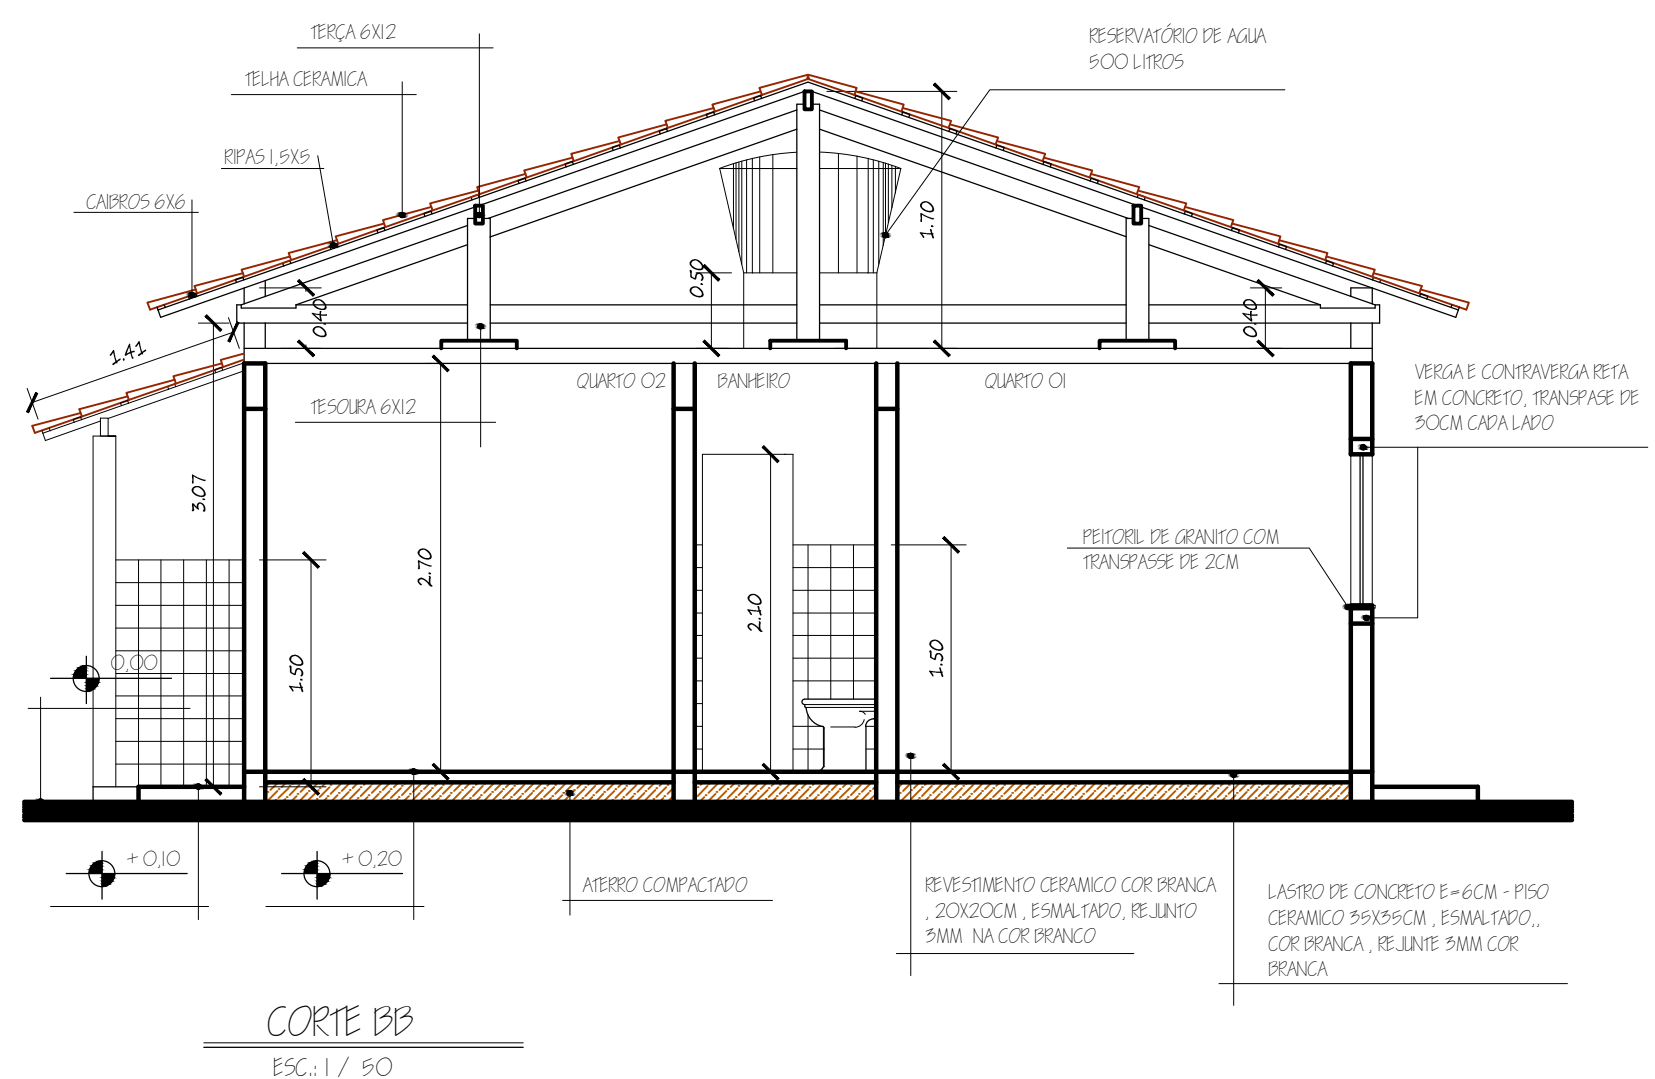 TERÇA 6X12
TELHA CERAMICA
RIPAS 1,5X5
CAIBROS 6X6
RESERVATÓRIO DE AGUA
500 LITROS
1.70
0.50
0.40
0.40
1.41
QUARTO 02
BANHEIRO
QUARTO 01
TESOURA 6X12
VERGA E CONTRAVERGA RETA
EM CONCRETO, TRANSPASE DE
30CM CADA LADO
3.07
2.70
2.10
1.50
1.50
PEITORIL DE GRANITO COM
TRANSPASSE DE 2CM
0,00
+ 0,10
+ 0,20
ATERRO COMPACTADO
REVESTIMENTO CERAMICO COR BRANCA
, 20X20CM , ESMALTADO, REJUNTO
3MM NA COR BRANCO
LASTRO DE CONCRETO E=6CM - PISO
CERAMICO 35X35CM , ESMALTADO,,
COR BRANCA , REJUNTE 3MM COR
BRANCA
CORTE BB
ESC.: 1 / 50